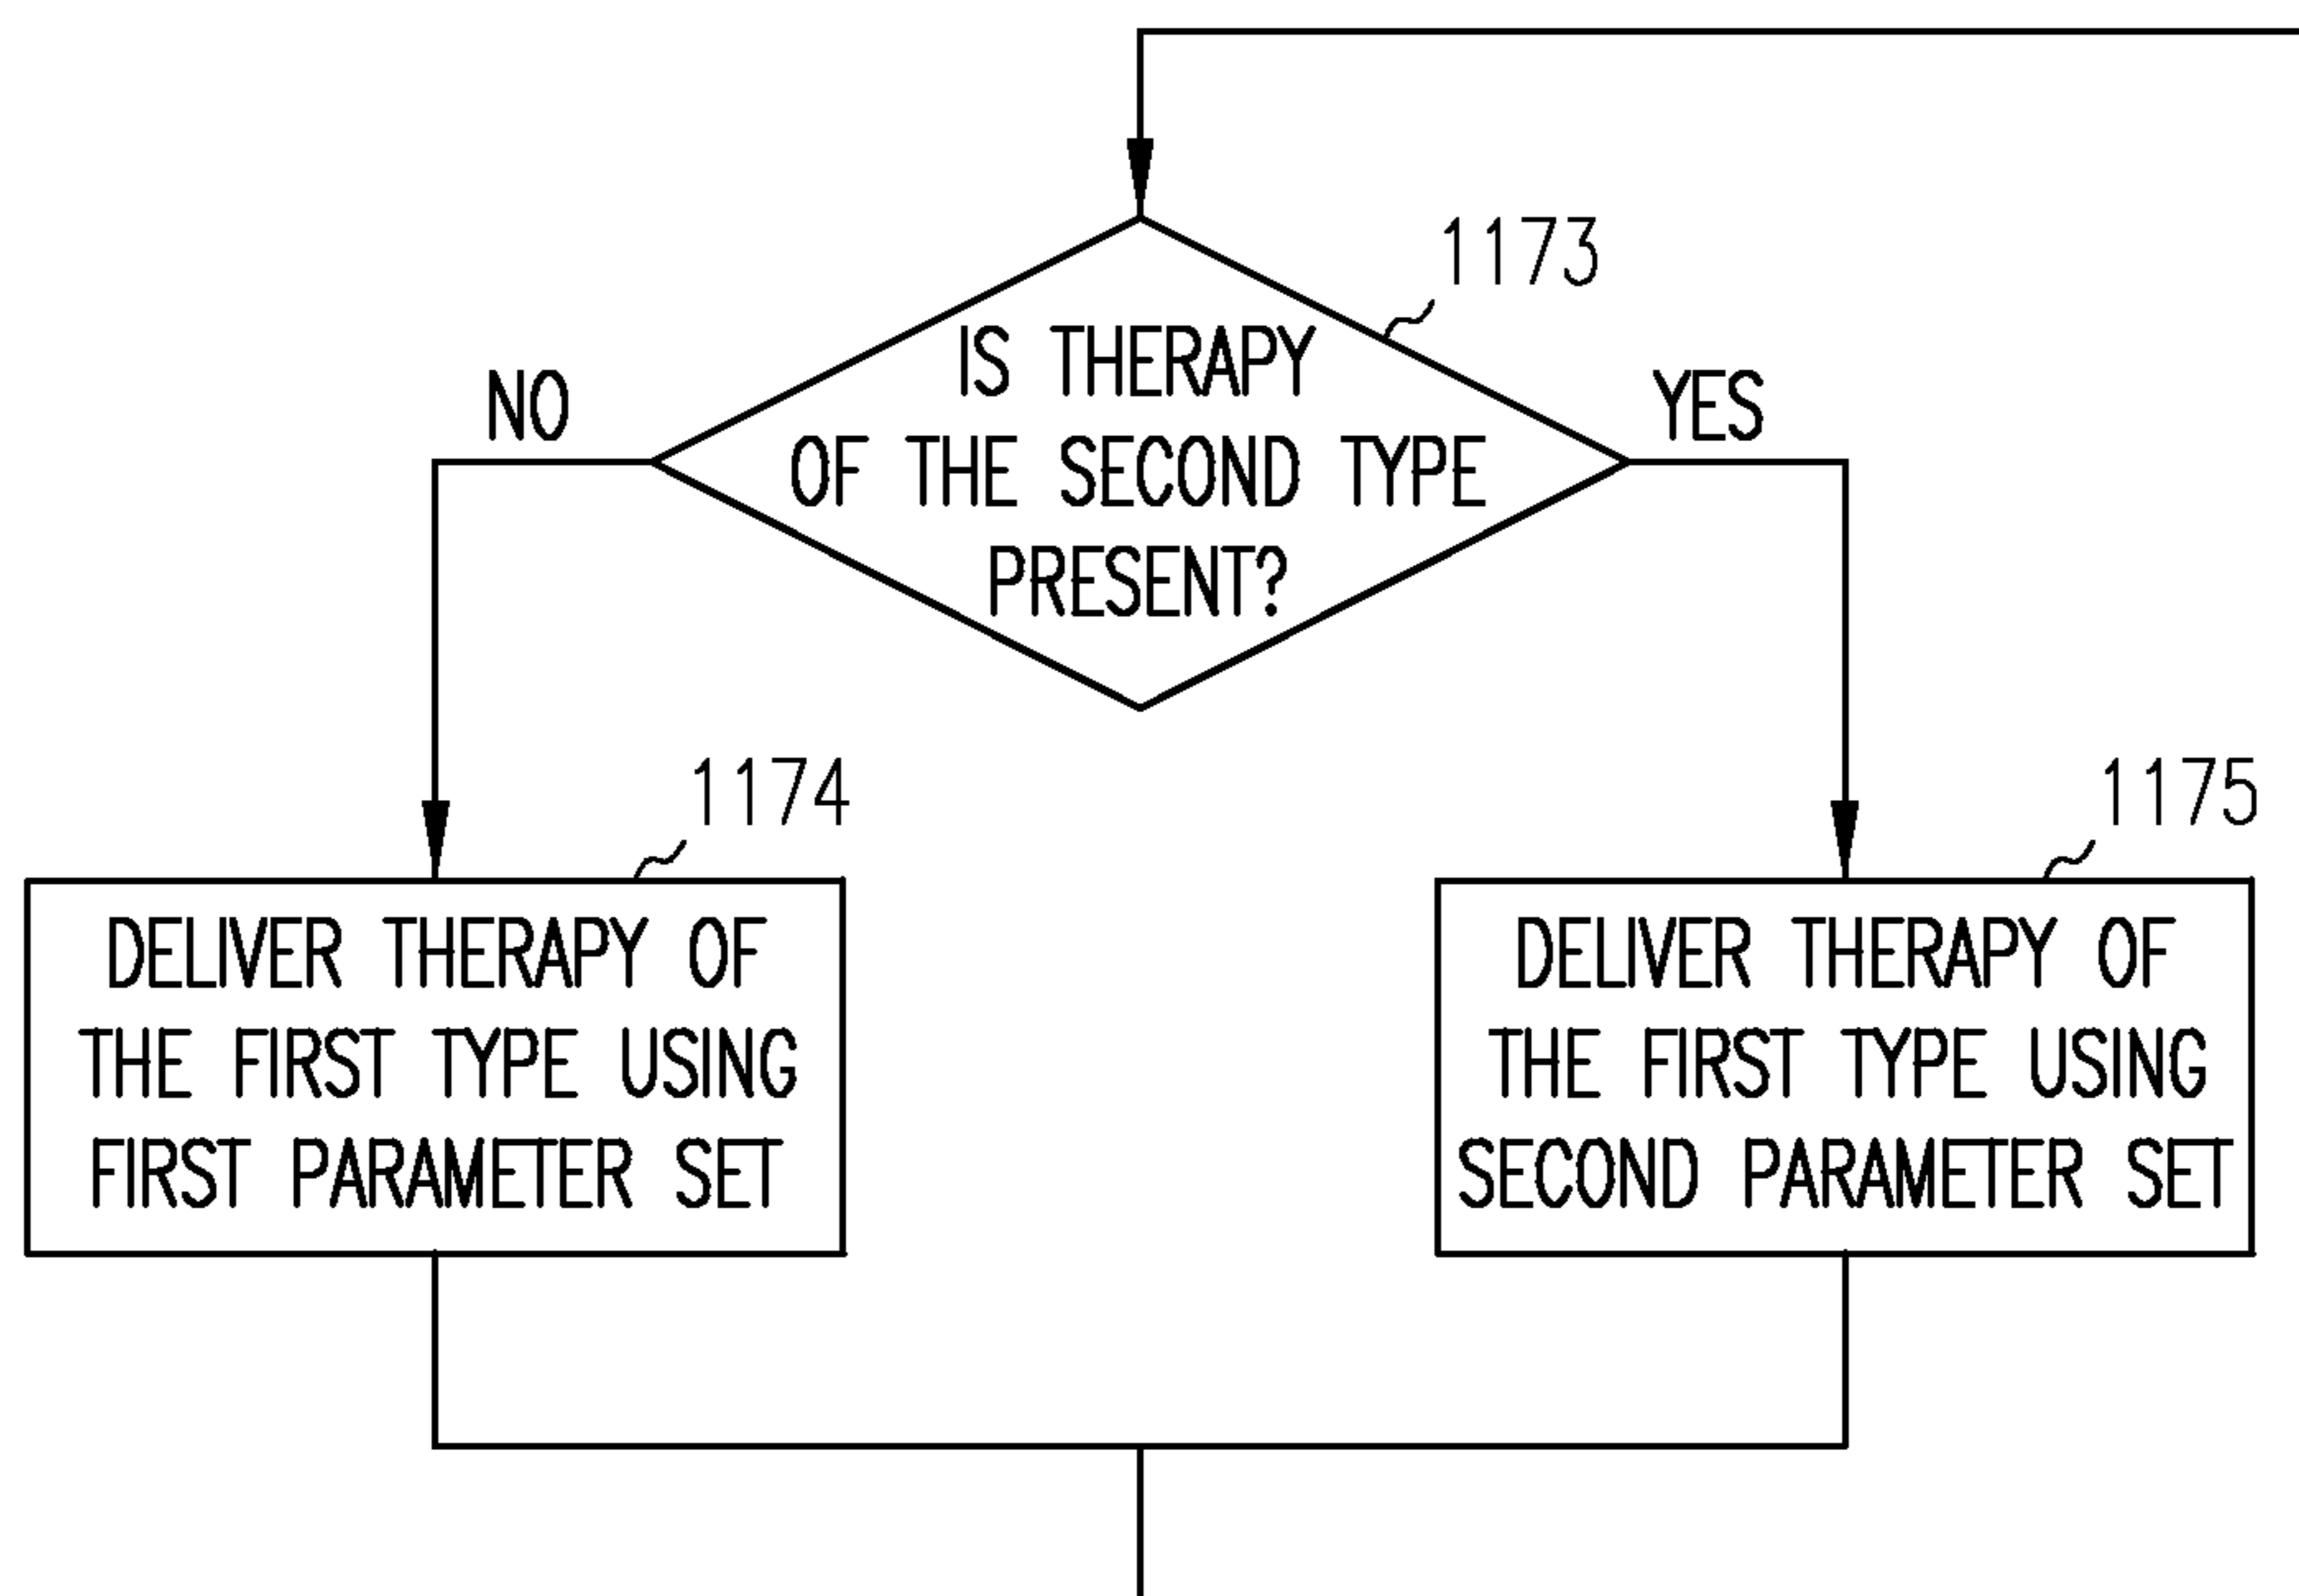 1173
IS THERAPY
OF THE SECOND TYPE
PRESENT?
NO
YES
1174
DELIVER THERAPY OF
THE FIRST TYPE USING
FIRST PARAMETER SET
1175
DELIVER THERAPY OF
THE FIRST TYPE USING
SECOND PARAMETER SET